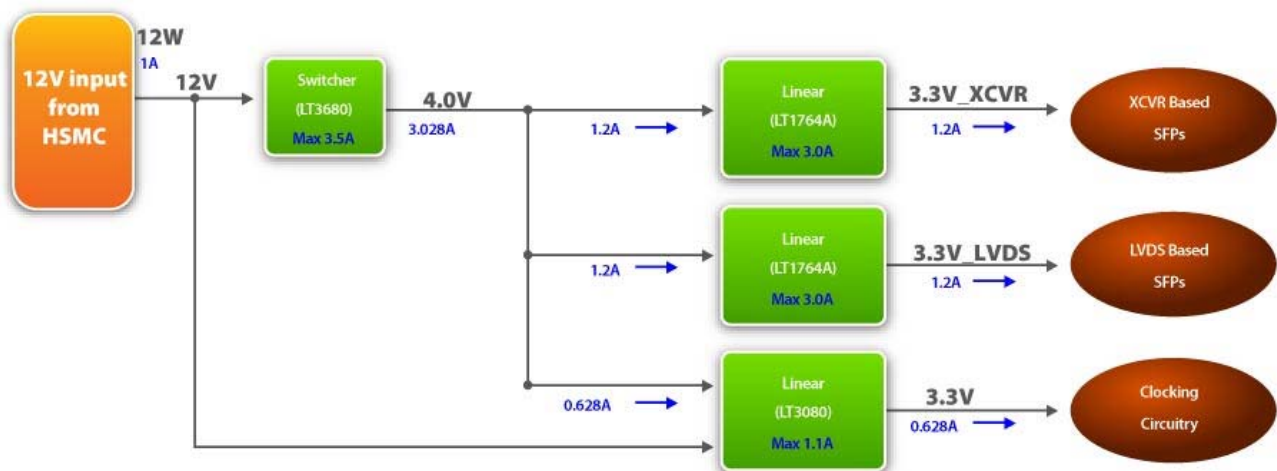 12V input
from
HSMC
12W
1A
12V
Switcher
(LT3680)
Max 3.5A
4.0V
3.028A
1.2A
Linear
(LT1764A)
Max 3.0A
3.3V_XCVR
1.2A
XCVR Based
SFPs
1.2A
Linear
(LT1764A)
Max 3.0A
3.3V_LVDS
1.2A
LVDS Based
SFPs
0.628A
Linear
(LT3080)
Max 1.1A
3.3V
0.628A
Clocking
Circuitry